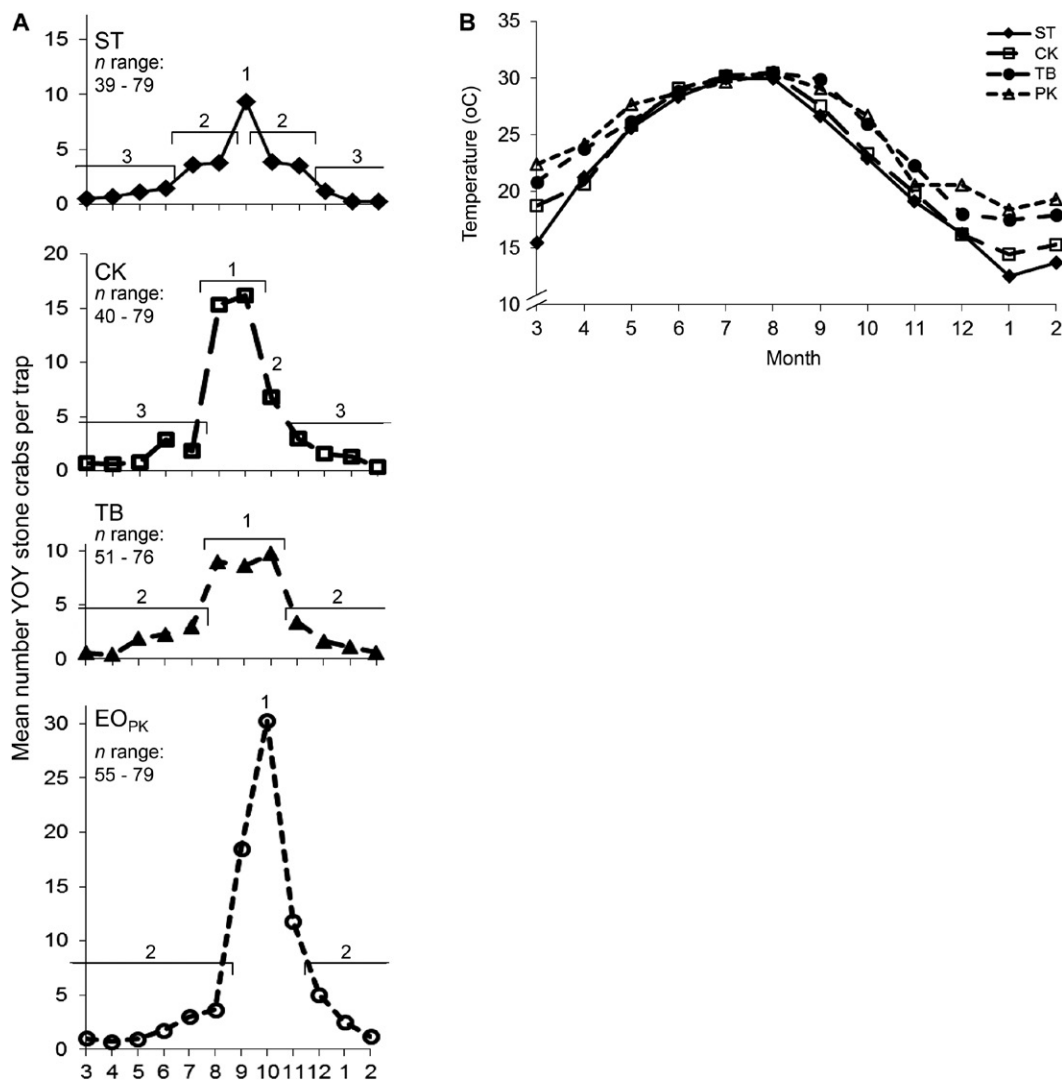 A
Mean number YOY stone crabs per trap
15
10
5
0
ST
n range:
39 - 79
1
2
2
3
3
20
15
10
5
0
CK
n range:
40 - 79
1
2
3
3
10
5
0
TB
n range:
51 - 76
1
2
2
30
25
20
15
10
5
0
EOPK
n range:
55 - 79
1
2
2
3 4 5 6 7 8 9 10 11 12 1 2
B
Temperature (oC)
35
30
25
20
15
10
ST
CK
TB
PK
3 4 5 6 7 8 9 10 11 12 1 2
Month